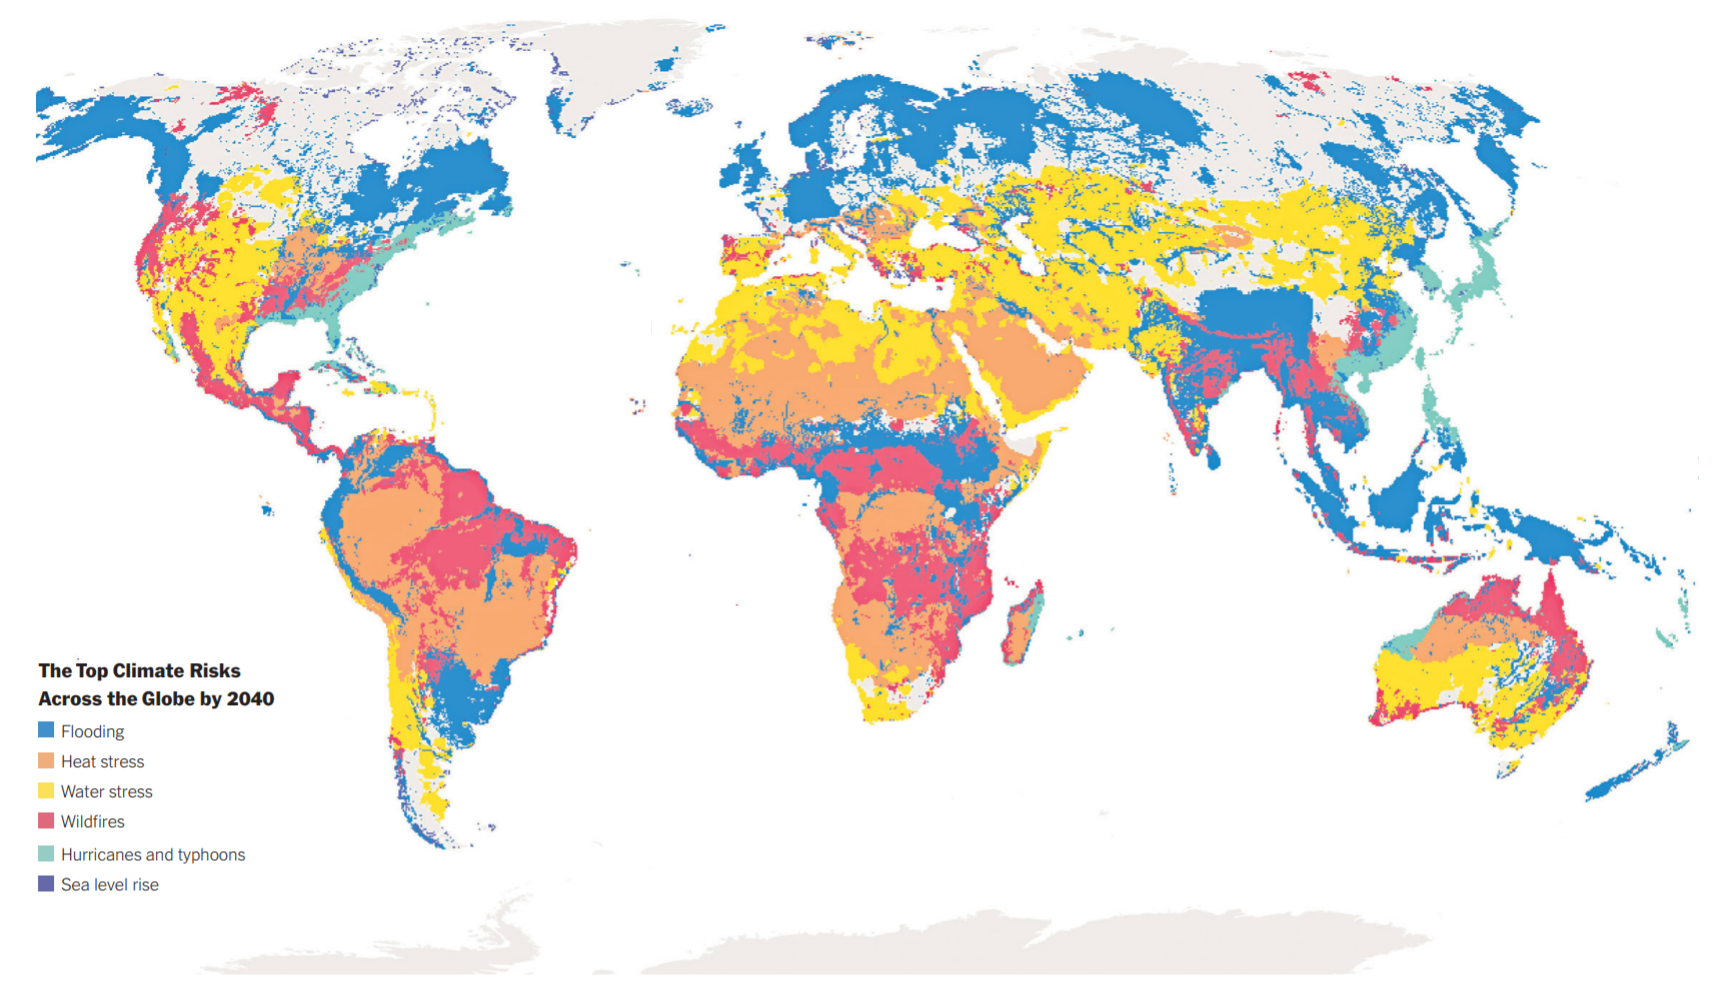 The Top Climate Risks
Across the Globe by 2040
Flooding
Heat stress
Water stress
Wildfires
Hurricanes and typhoons
Sea level rise